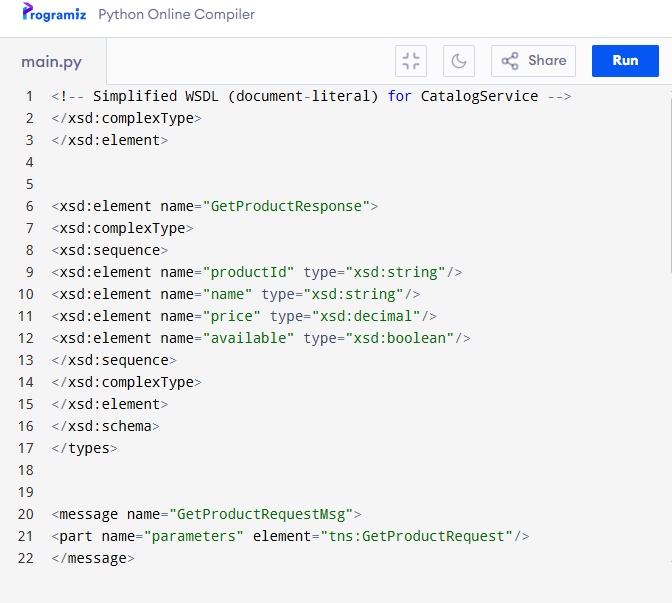 Programiz Python Online Compiler
main.py Share Run
1 <!-- Simplified WSDL (document-literal) for CatalogService -->
2 </xsd:complexType>
3 </xsd:element>
4
5
6 <xsd:element name="GetProductResponse">
7 <xsd:complexType>
8 <xsd:sequence>
9 <xsd:element name="productId" type="xsd:string"/>
10 <xsd:element name="name" type="xsd:string"/>
11 <xsd:element name="price" type="xsd:decimal"/>
12 <xsd:element name="available" type="xsd:boolean"/>
13 </xsd:sequence>
14 </xsd:complexType>
15 </xsd:element>
16 </xsd:schema>
17 </types>
18
19
20 <message name="GetProductRequestMsg">
21 <part name="parameters" element="tns:GetProductRequest"/>
22 </message>